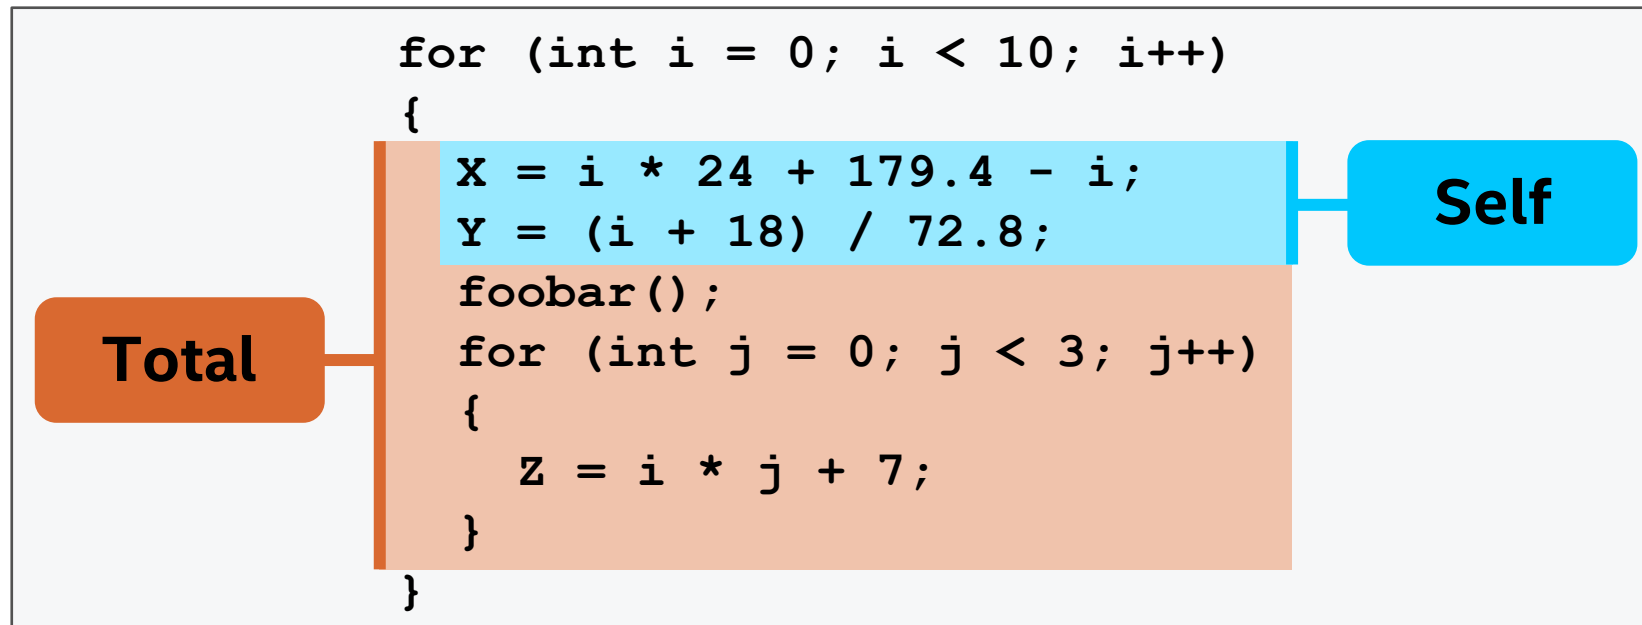 for (int i = 0; i < 10; i++)
{
X = i * 24 + 179.4 - i;
Y = (i + 18) / 72.8;
Self
foobar();
Total
for (int j = 0; j < 3; j++)
{
Z = i * j + 7;
}
}